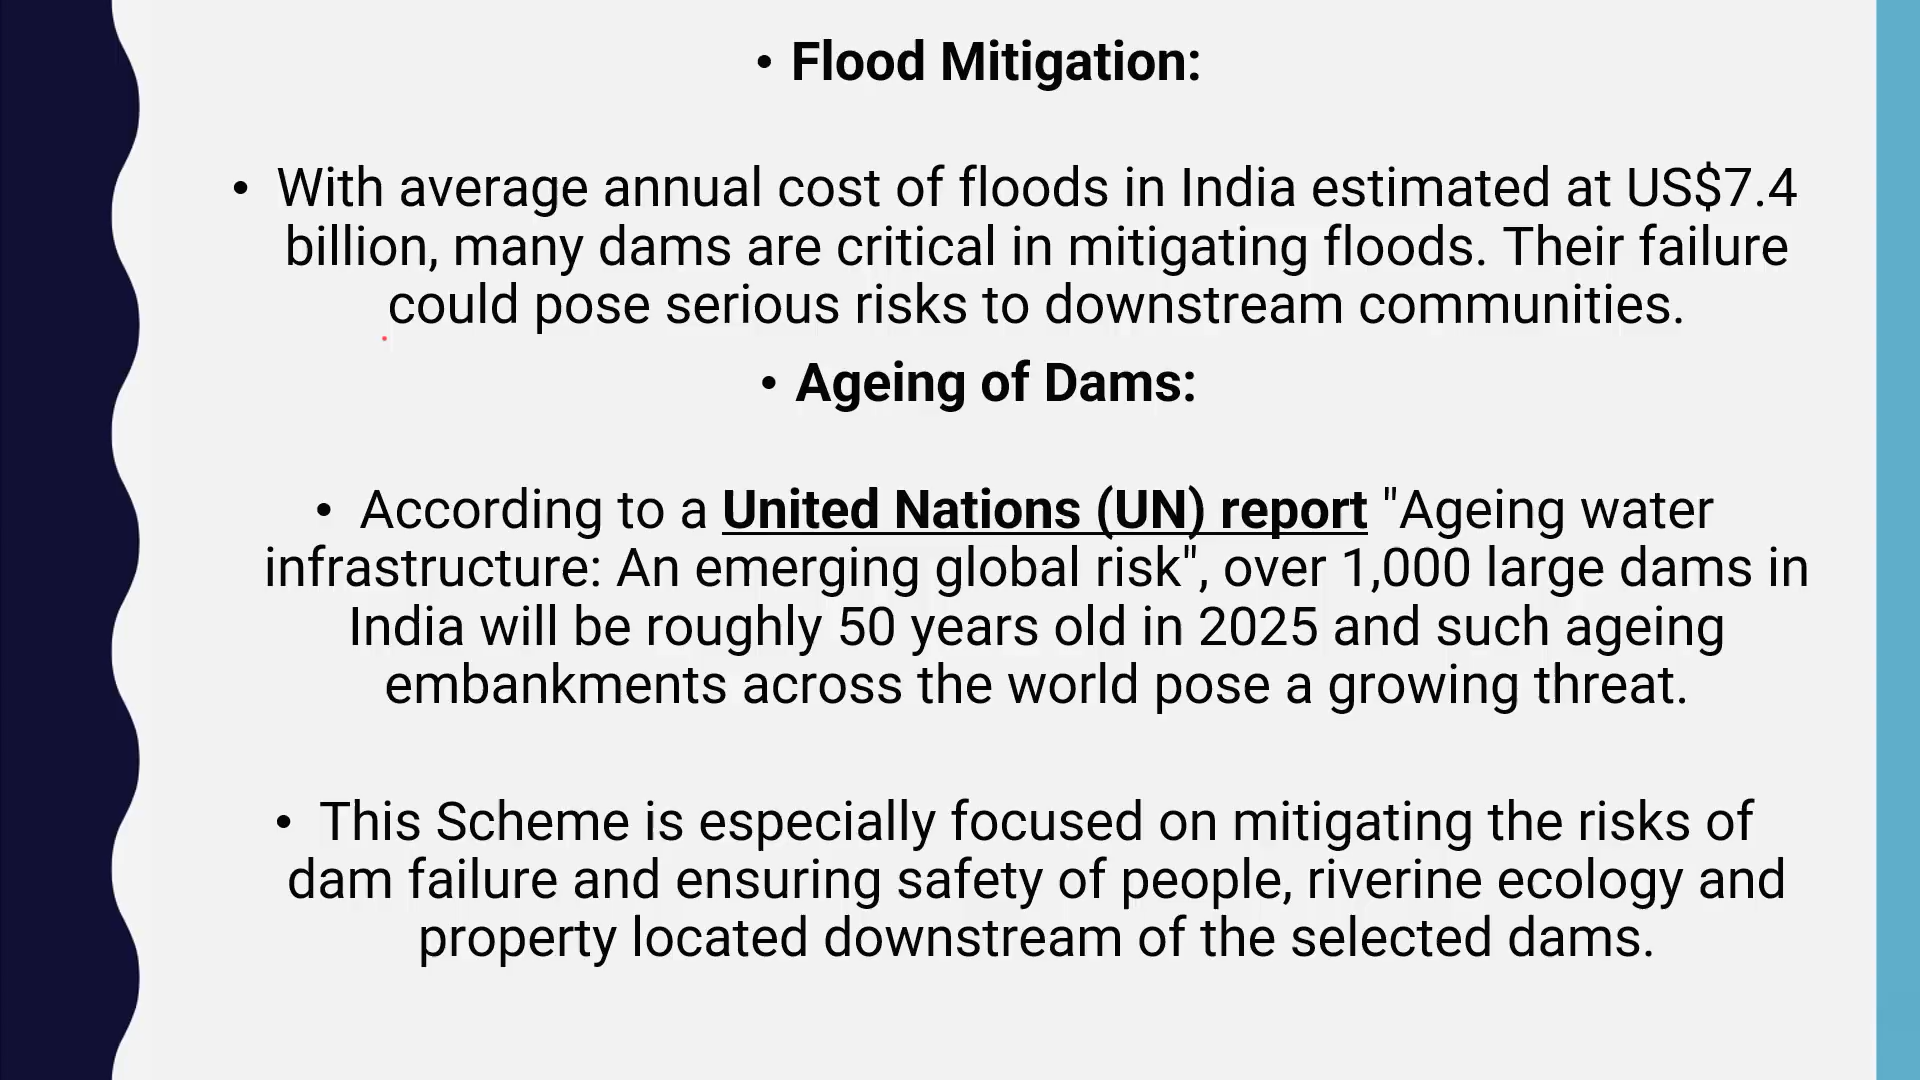 • Flood Mitigation:
• With average annual cost of floods in India estimated at US$7.4
billion, many dams are critical in mitigating floods. Their failure
could pose serious risks to downstream communities.
• Ageing of Dams:
• According to a United Nations (UN) report "Ageing water
infrastructure: An emerging global risk", over 1,000 large dams in
India will be roughly 50 years old in 2025 and such ageing
embankments across the world pose a growing threat.
• This Scheme is especially focused on mitigating the risks of
dam failure and ensuring safety of people, riverine ecology and
property located downstream of the selected dams.